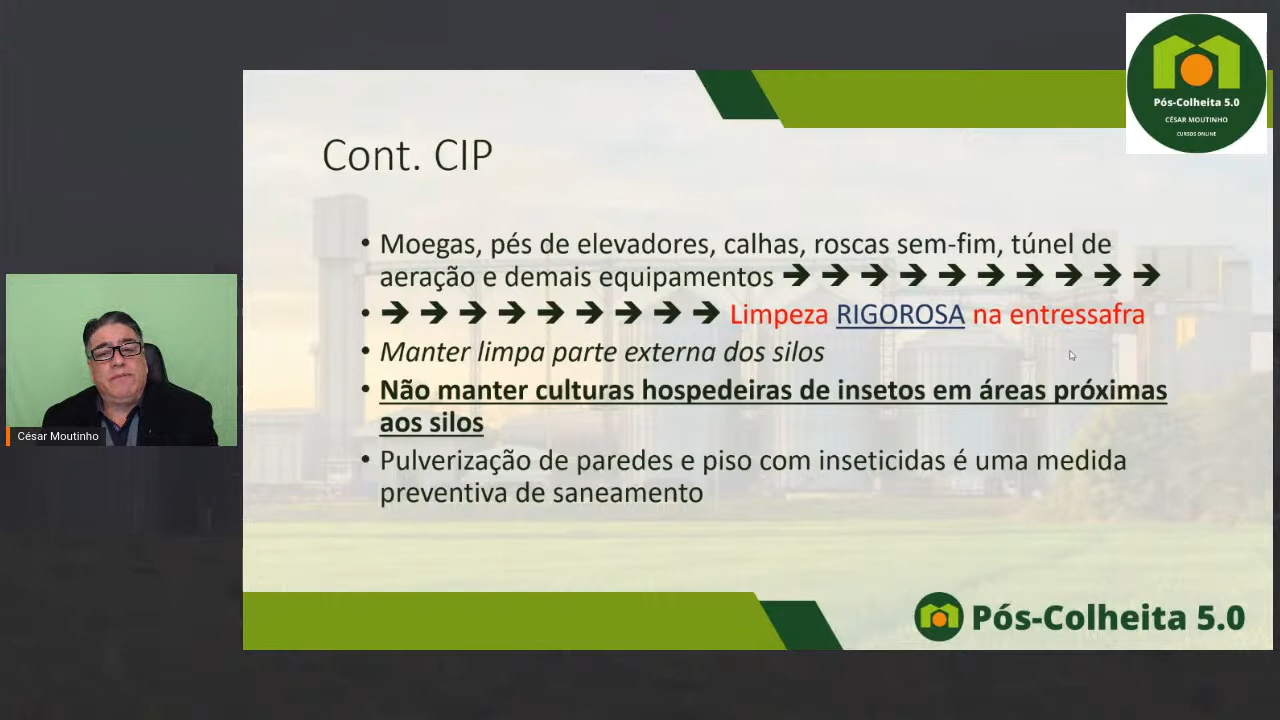 Pós-Colheita 5.0
CÉSAR MOUTINHO
CURSOS ONLINE
Cont. CIP
• Moegas, pés de elevadores, calhas, roscas sem-fim, túnel de
aeração e demais equipamentos ➔ ➔ ➔ ➔ ➔ ➔ ➔ ➔ ➔ ➔
• ➔ ➔ ➔ ➔ ➔ ➔ ➔ ➔ ➔ Limpeza RIGOROSA na entressafra
• Manter limpa parte externa dos silos
• Não manter culturas hospedeiras de insetos em áreas próximas
aos silos
• Pulverização de paredes e piso com inseticidas é uma medida
preventiva de saneamento
César Moutinho
Pós-Colheita 5.0